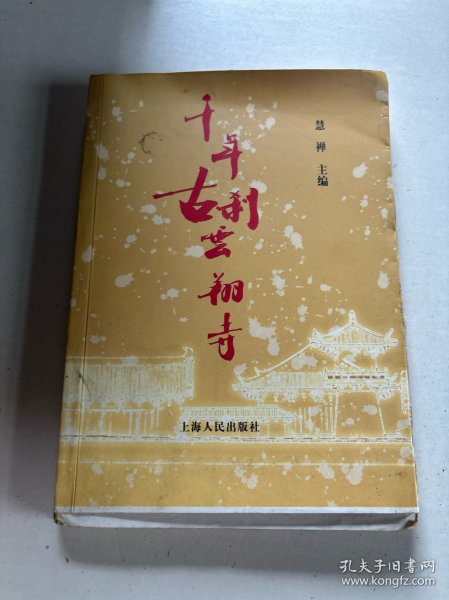 千年
古刹
雲翔寺
慧禅 主编
上海人民出版社
孔夫子旧书网
www.kongfz.com